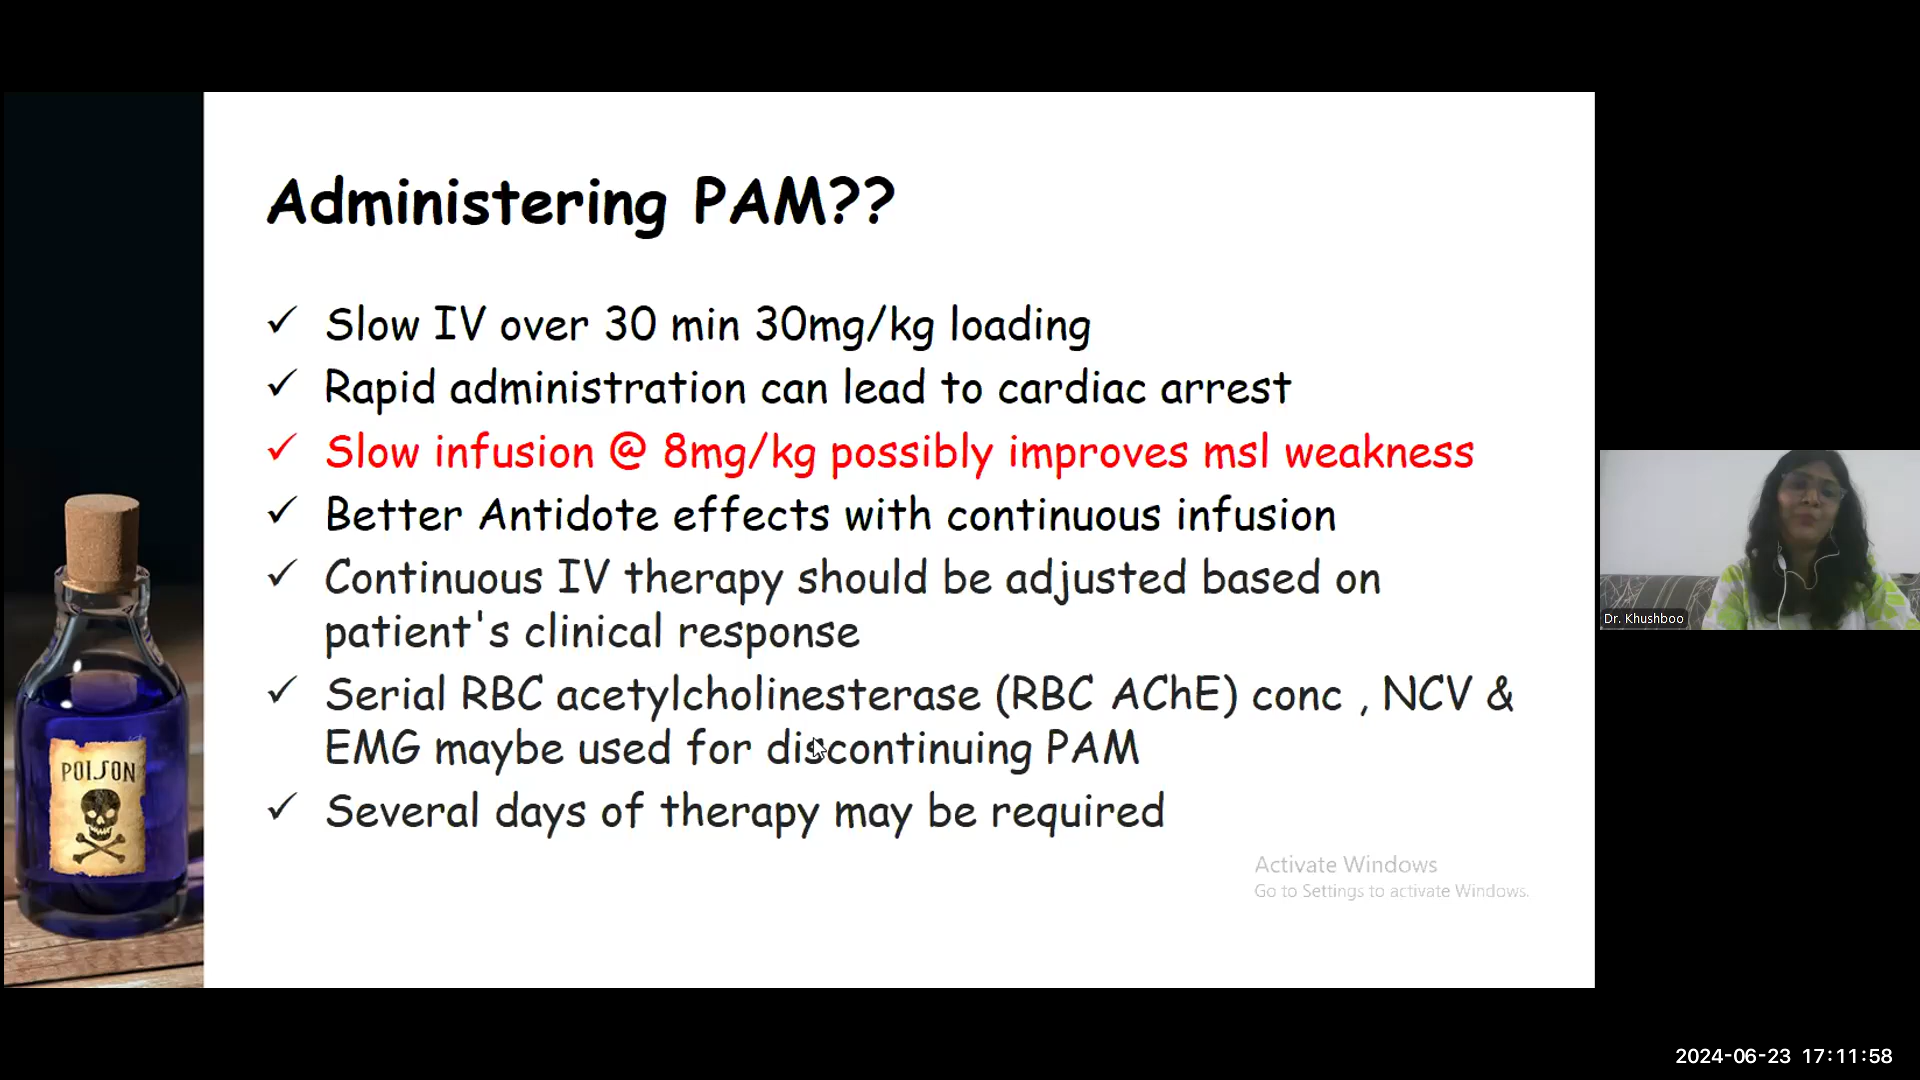 Administering PAM??
✓ Slow IV over 30 min 30mg/kg loading
✓ Rapid administration can lead to cardiac arrest
✓ Slow infusion @ 8mg/kg possibly improves msl weakness
✓ Better Antidote effects with continuous infusion
✓ Continuous IV therapy should be adjusted based on
patient's clinical response
✓ Serial RBC acetylcholinesterase (RBC AChE) conc , NCV &
EMG maybe used for discontinuing PAM
✓ Several days of therapy may be required
POISON
Activate Windows
Go to Settings to activate Windows.
Dr. Khushboo
2024-06-23 17:11:58